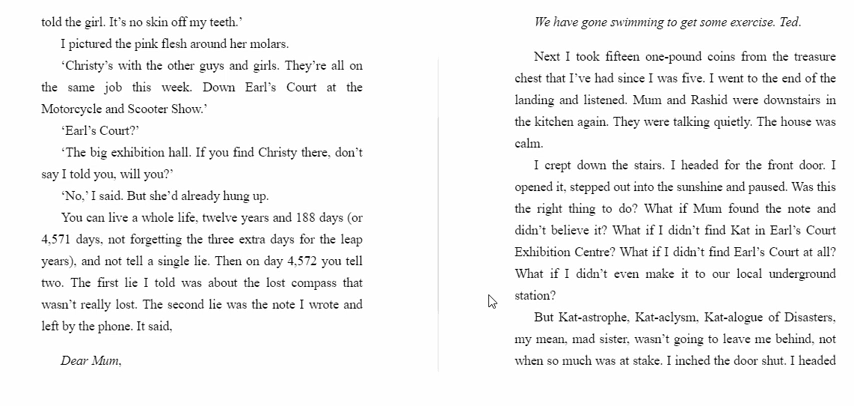 told the girl. It’s no skin off my teeth.’
I pictured the pink flesh around her molars.
‘Christy’s with the other guys and girls. They’re all on
the same job this week. Down Earl’s Court at the
Motorcycle and Scooter Show.’
‘Earl’s Court?’
‘The big exhibition hall. If you find Christy there, don’t
say I told you, will you?’
‘No,’ I said. But she’d already hung up.
You can live a whole life, twelve years and 188 days (or
4,571 days, not forgetting the three extra days for the leap
years), and not tell a single lie. Then on day 4,572 you tell
two. The first lie I told was about the lost compass that
wasn’t really lost. The second lie was the note I wrote and
left by the phone. It said,
Dear Mum,
We have gone swimming to get some exercise. Ted.
Next I took fifteen one-pound coins from the treasure
chest that I’ve had since I was five. I went to the end of the
landing and listened. Mum and Rashid were downstairs in
the kitchen again. They were talking quietly. The house was
calm.
I crept down the stairs. I headed for the front door. I
opened it, stepped out into the sunshine and paused. Was this
the right thing to do? What if Mum found the note and
didn’t believe it? What if I didn’t find Kat in Earl’s Court
Exhibition Centre? What if I didn’t find Earl’s Court at all?
What if I didn’t even make it to our local underground
station?
But Kat-astrophe, Kat-aclysm, Kat-alogue of Disasters,
my mean, mad sister, wasn’t going to leave me behind, not
when so much was at stake. I inched the door shut. I headed